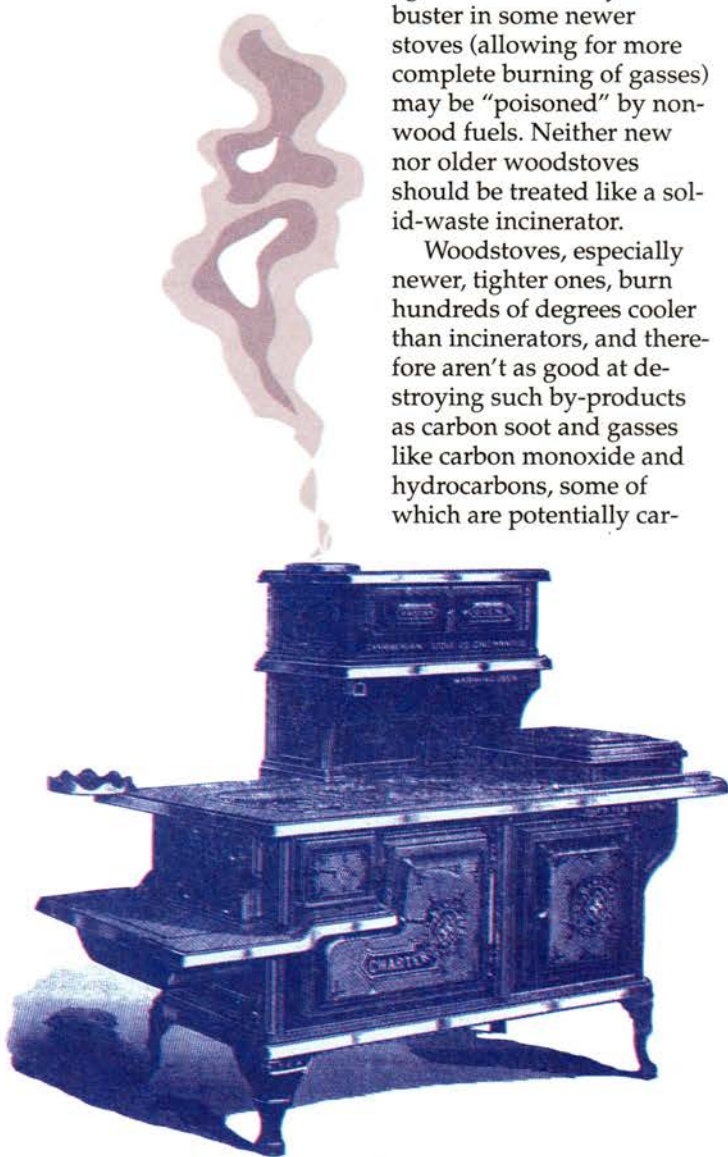 buster in some newer
stoves (allowing for more
complete burning of gasses)
may be “poisoned” by non-
wood fuels. Neither new
nor older woodstoves
should be treated like a sol-
id-waste incinerator.
Woodstoves, especially
newer, tighter ones, burn
hundreds of degrees cooler
than incinerators, and there-
fore aren’t as good at de-
stroying such by-products
as carbon soot and gasses
like carbon monoxide and
hydrocarbons, some of
which are potentially car-
WARMING OVEN
CHARTER